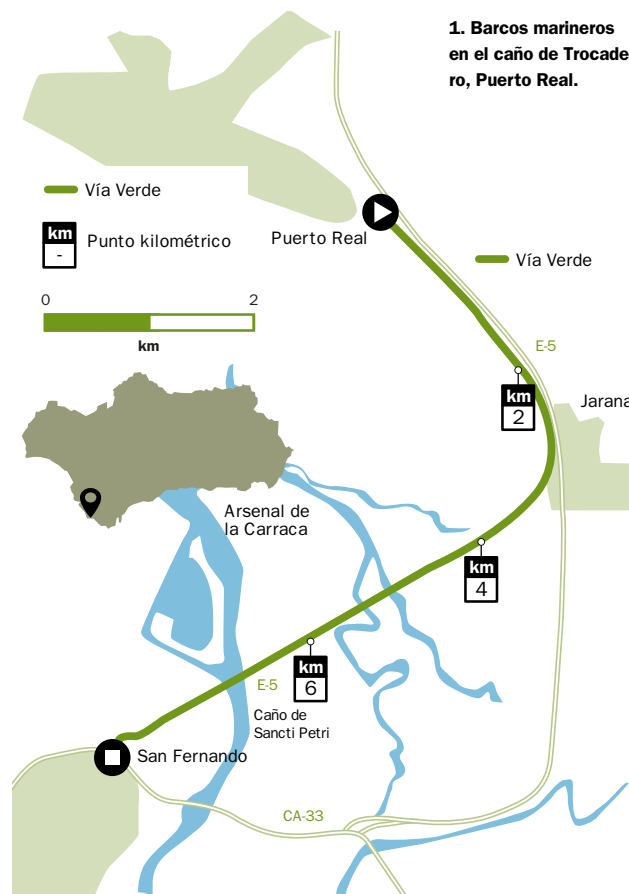 1. Barcos marineros
en el caño de Trocade
ro, Puerto Real.
Vía Verde
km
-
Punto kilométrico
Puerto Real
Vía Verde
0 2
km
E-5
km
2
Jarana
Arsenal de
la Carraca
km
4
km
6
E-5
Caño de
Sancti Petri
San Fernando
CA-33